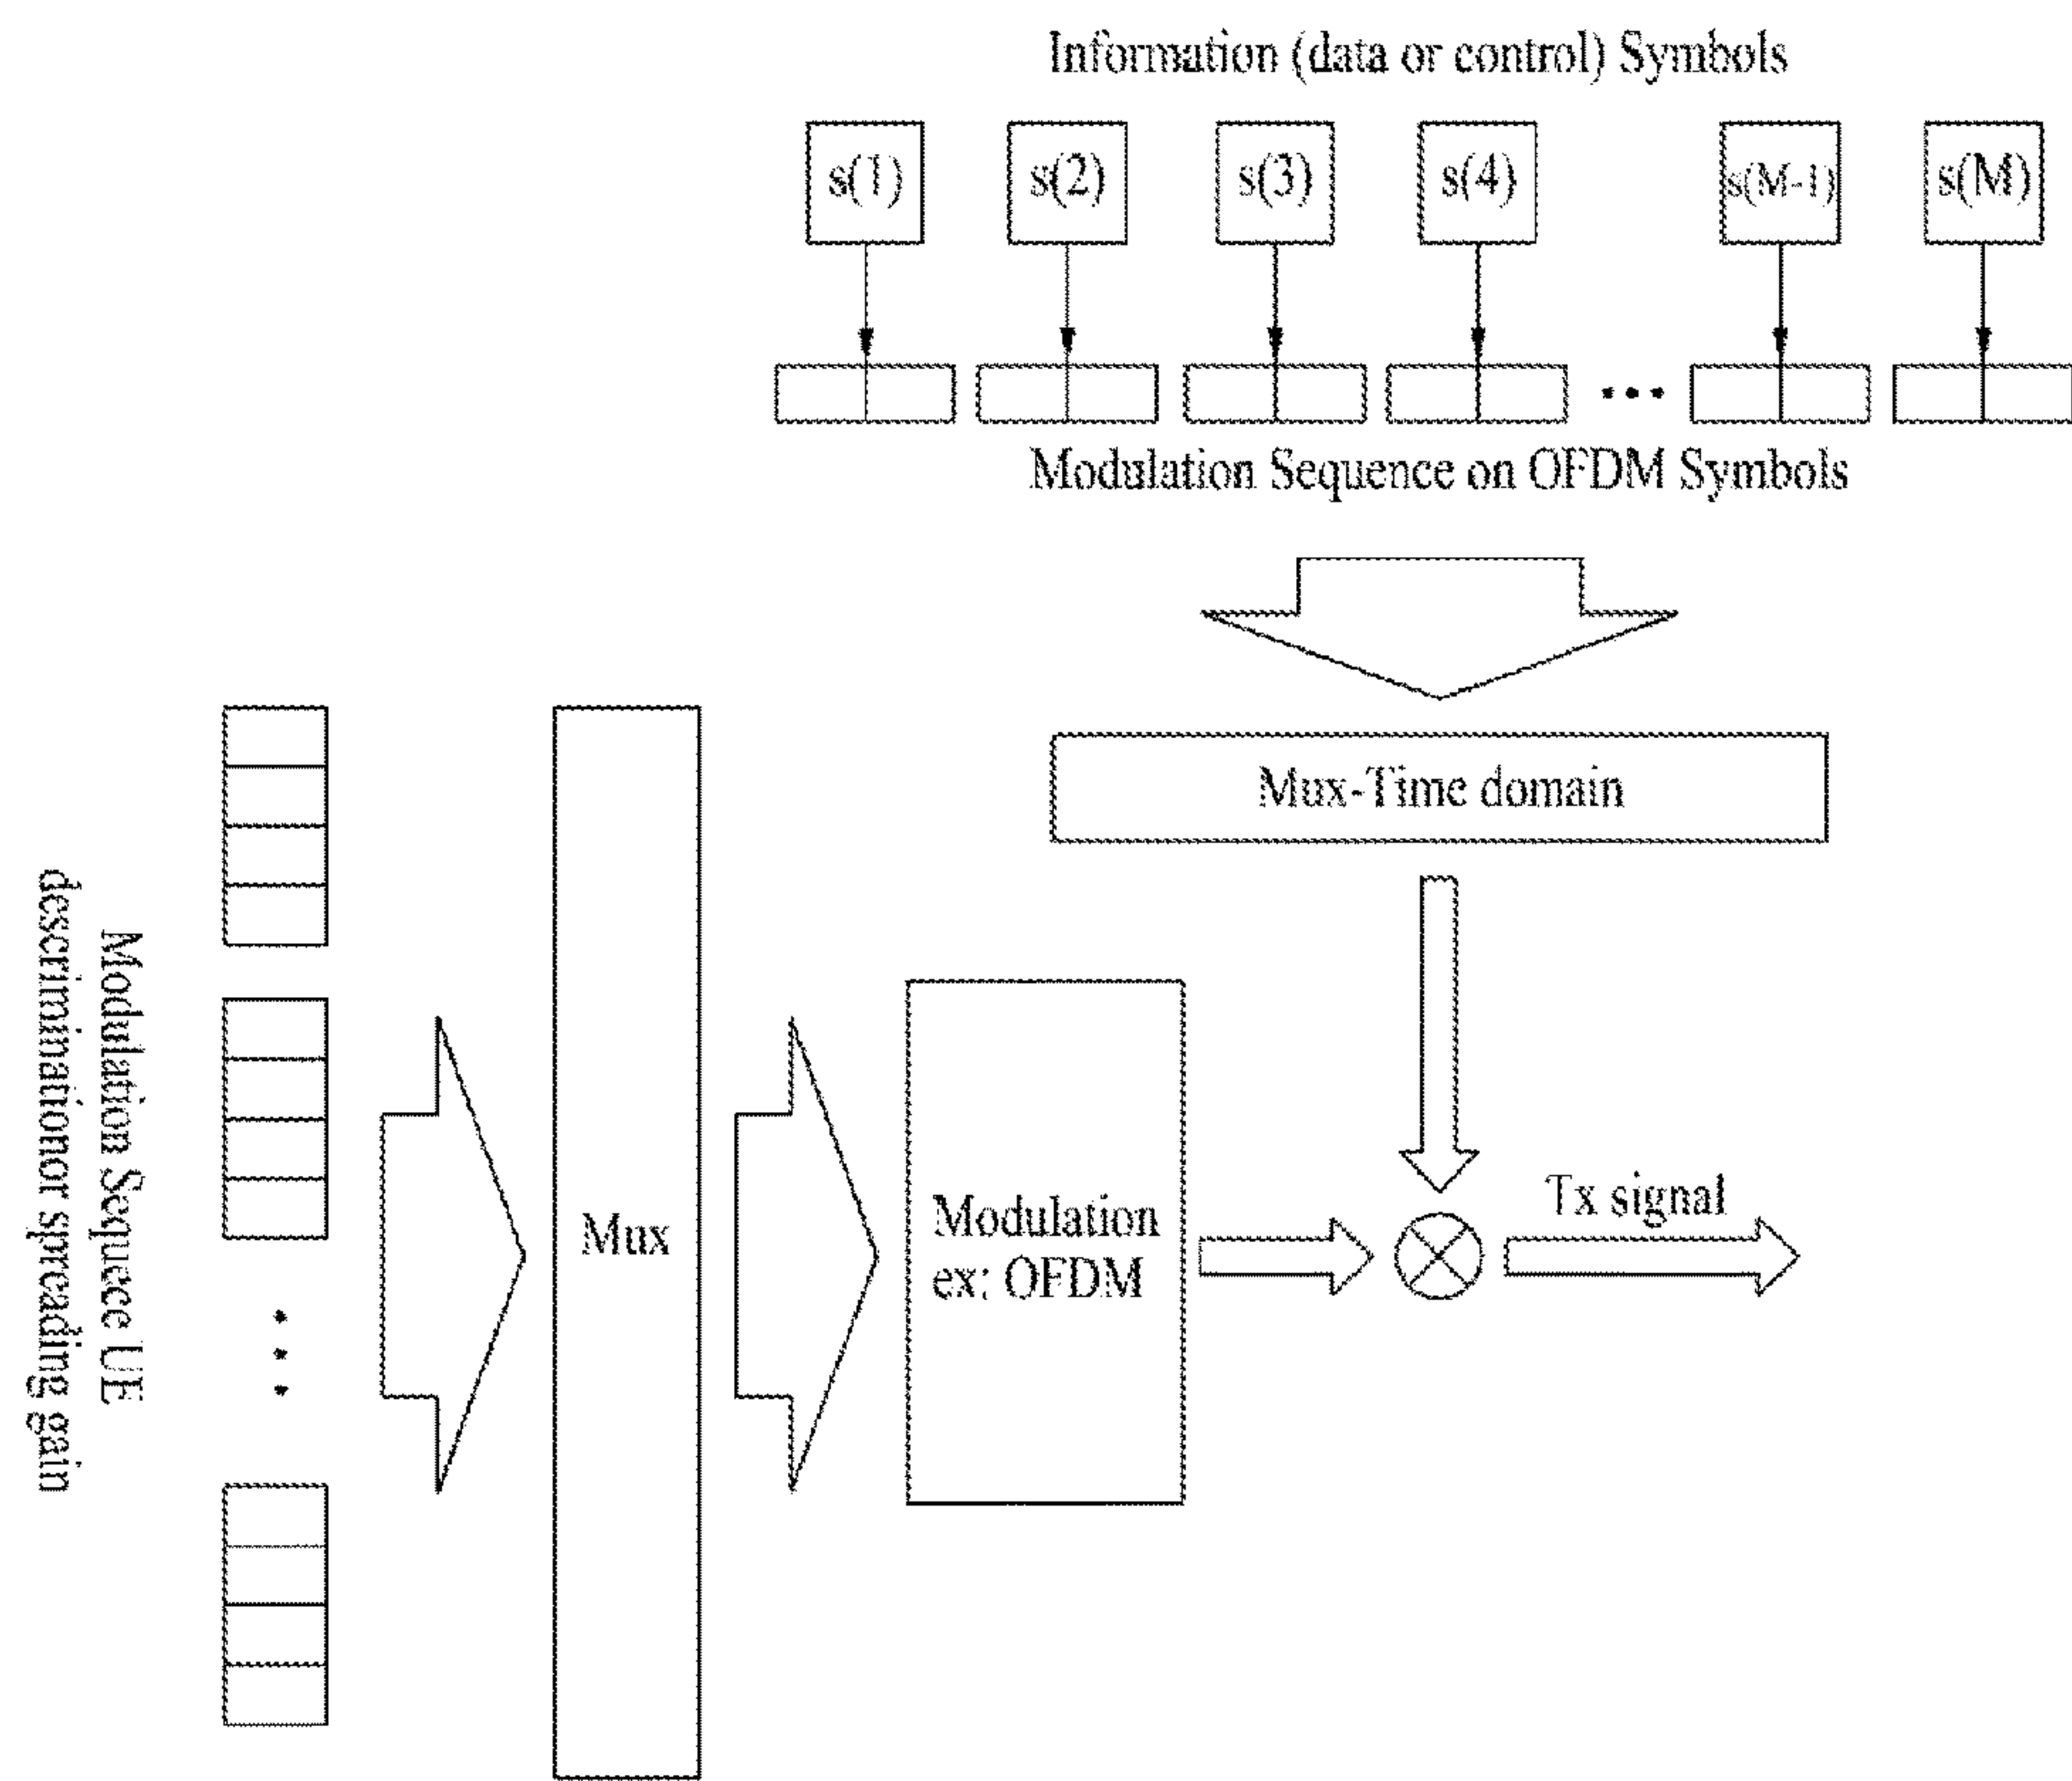 Information (data or control) Symbols
s(1) s(2) s(3) s(4) s(M-1) s(M)
Modulation Sequence on OFDM Symbols
Mux-Time domain
Modulation Sequece UE
descriminationor spreading gain
Mux
Modulation
ex: OFDM
Tx signal